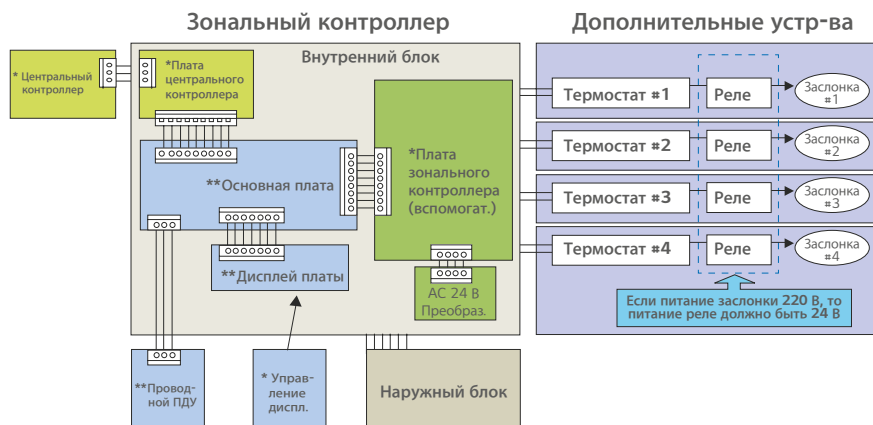 Зональный контроллер
Дополнительные устр-ва
Внутренний блок
* Центральный
контроллер
*Плата
центрального
контроллера
**Основная плата
*Плата
зонального
контроллера
(вспомогат.)
**Дисплей платы
АС 24 В
Преобраз.
**Провод-
ной ПДУ
* Управ-
ление
диспл.
Наружный блок
Термостат #1
Реле
Заслонка
#1
Термостат #2
Реле
Заслонка
#2
Термостат #3
Реле
Заслонка
#3
Термостат #4
Реле
Заслонка
#4
Если питание заслонки 220 В, то
питание реле должно быть 24 В